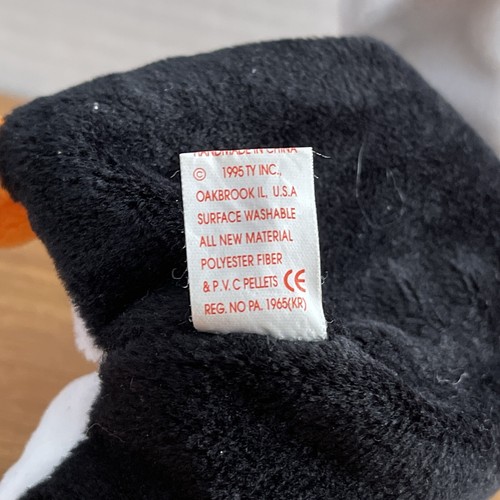 HANDMADE IN CHINA
© 1995 TY INC.,
OAKBROOK IL, U.S.A
SURFACE WASHABLE
ALL NEW MATERIAL
POLYESTER FIBER
& P.V.C PELLETS CE
REG. NO PA. 1965(KR)